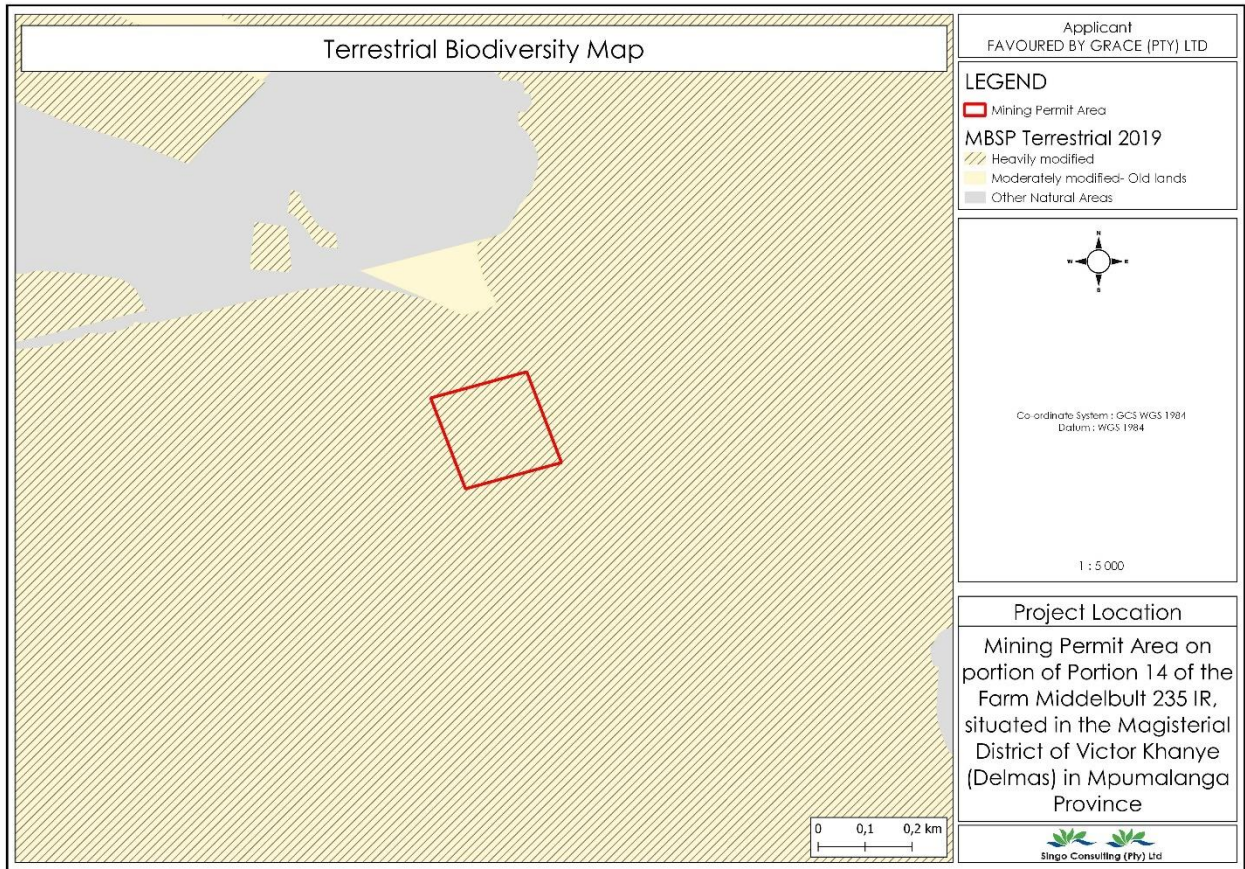 Terrestrial Biodiversity Map
Applicant
FAVOURED BY GRACE (PTY) LTD
LEGEND
Mining Permit Area
MBSP Terrestrial 2019
Heavily modified
Moderately modified- Old lands
Other Natural Areas
N
W E
S
Co-ordinate System : GCS WGS 1984
Datum : WGS 1984
1 : 5 000
Project Location
Mining Permit Area on
portion of Portion 14 of the
Farm Middelbult 235 IR,
situated in the Magisterial
District of Victor Khanye
(Delmas) in Mpumalanga
Province
0 0,1 0,2 km
Singo Consulting (Pty) Ltd